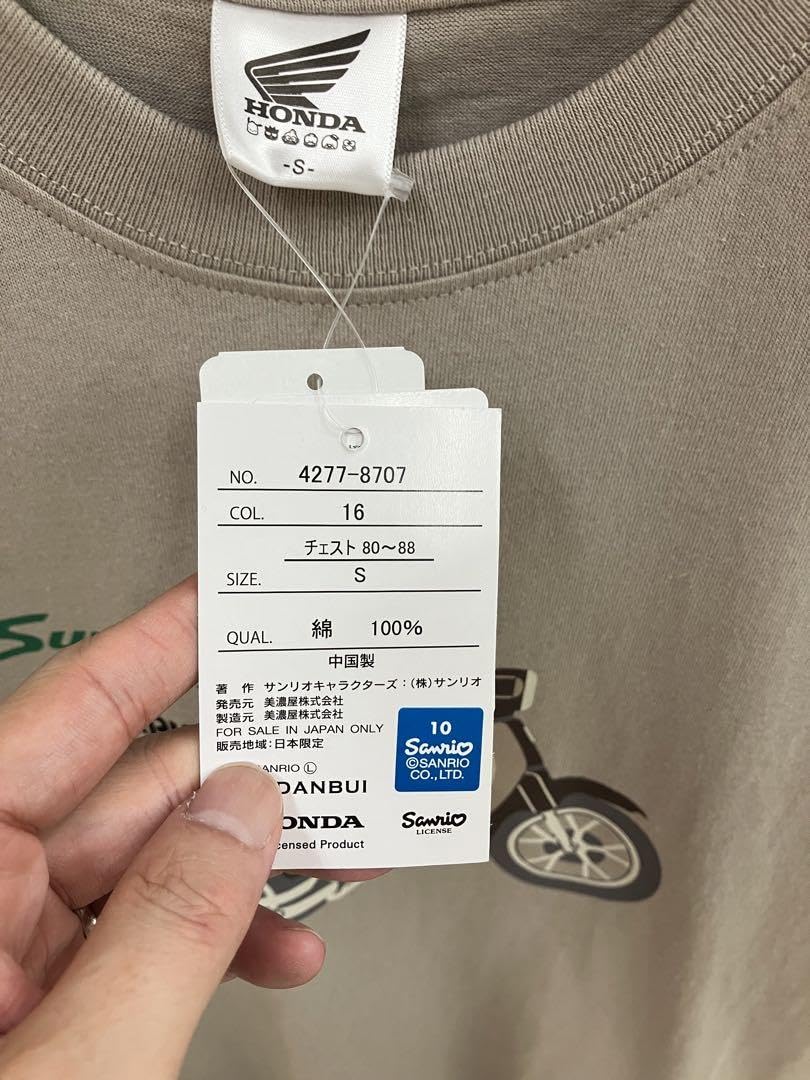 HONDA
-S-
NO. 4277-8707
COL. 16
チェスト 80〜88
SIZE. S
QUAL. 綿 100%
中国製
著 作 サンリオキャラクターズ:(株)サンリオ
発売元 美濃屋株式会社
製造元 美濃屋株式会社
FOR SALE IN JAPAN ONLY
販売地域:日本限定
10
Sanrio
©SANRIO
CO.,LTD.
ANRIO Ⓛ
DANBUI
ONDA
censed Product
Sanrio
LICENSE
Su